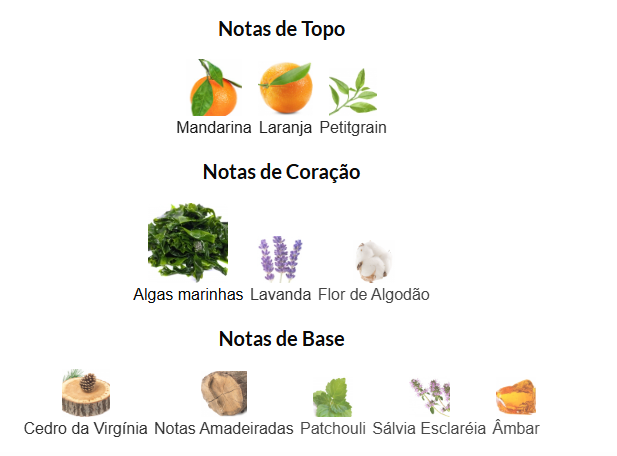 Notas de Topo
Mandarina Laranja Petitgrain
Notas de Coração
Algas marinhas Lavanda Flor de Algodão
Notas de Base
Cedro da Virgínia Notas Amadeiradas Patchouli Sálvia Esclaréia Âmbar